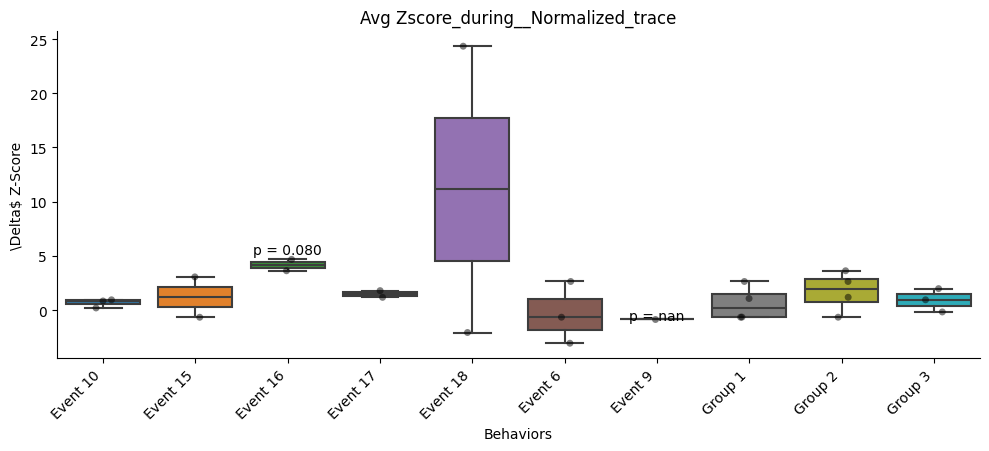 Avg Zscore_during__Normalized_trace
\Delta$ Z-Score
25
20
15
10
5
0
p = 0.080
p = nan
Event 10
Event 15
Event 16
Event 17
Event 18
Event 6
Event 9
Group 1
Group 2
Group 3
Behaviors